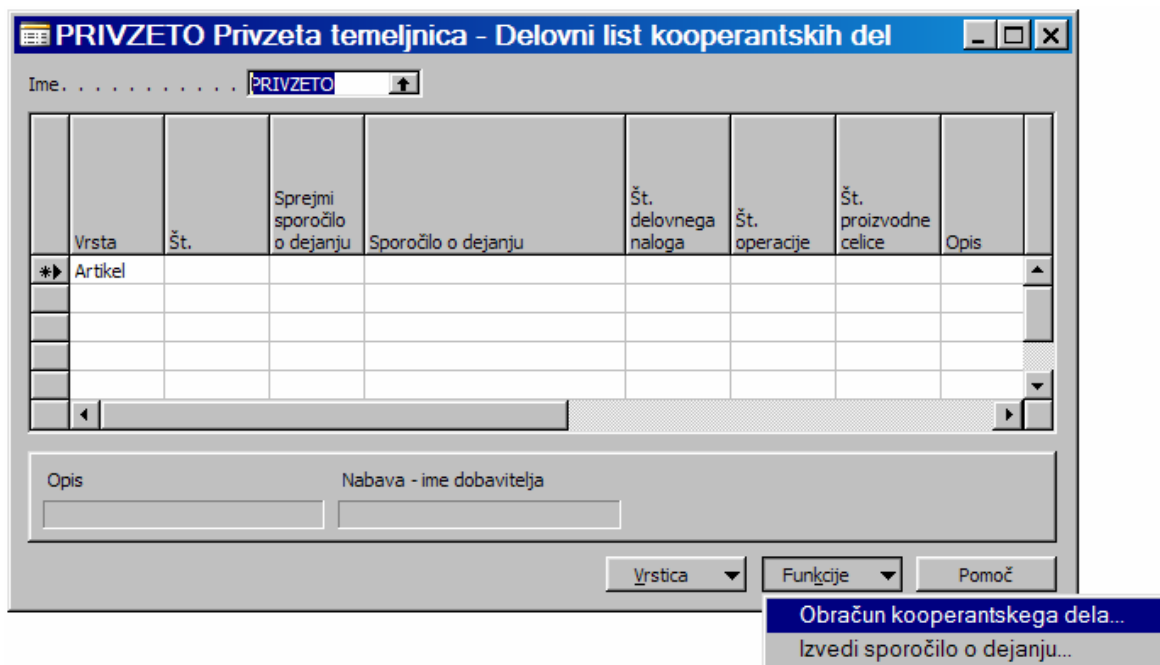 PRIVZETO Privzeta temeljnica - Delovni list kooperantskih del
Ime. . . . . . . . . . . PRIVZETO
Vrsta
Št.
Sprejmi
sporočilo
o dejanju
Sporočilo o dejanju
Št.
delovnega
naloga
Št.
operacije
Št.
proizvodne
celice
Opis
Artikel
Opis Nabava - ime dobavitelja
Vrstica Funkcije Pomoč
Obračun kooperantskega dela...
Izvedi sporočilo o dejanju...